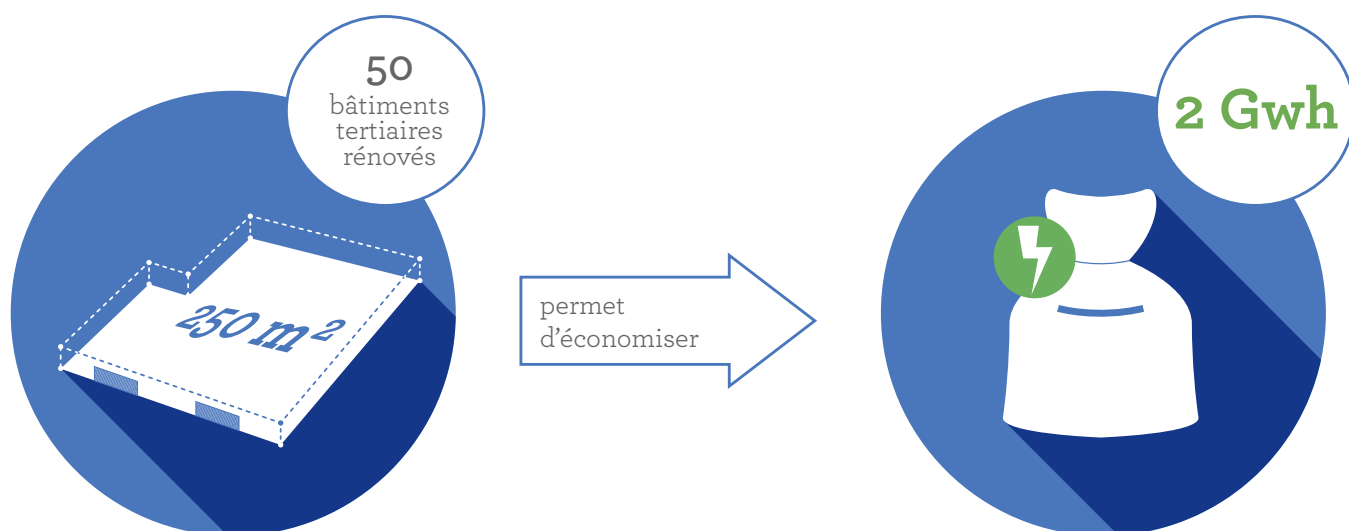 50
bâtiments
tertiaires
rénovés
250 m²
permet
d'économiser
2 Gwh